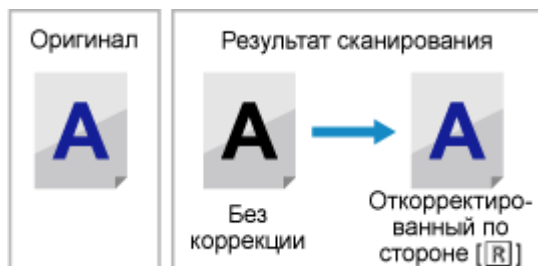 Оригинал
Результат сканирования
A
A
A
Без
коррекции
Откорректиро-
ванный по
стороне [R]